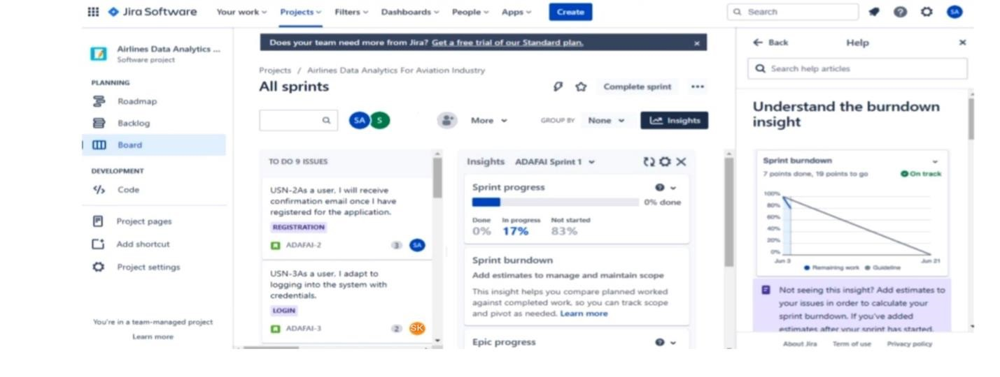 Jira Software
Your work
Projects
Filters
Dashboards
People
Apps
Create
Search
SA
Airlines Data Analytics ...
Software project
PLANNING
Roadmap
Backlog
Board
DEVELOPMENT
Code
Project pages
Add shortcut
Project settings
You're in a team-managed project
Learn more
Does your team need more from Jira? Get a free trial of our Standard plan.
Projects / Airlines Data Analytics For Aviation Industry
All sprints
Complete sprint
SA S
More
GROUP BY None
Insights
TO DO 9 ISSUES
USN-2As a user, I will receive
confirmation email once I have
registered for the application.
REGISTRATION
ADAFAI-2 3 SA
USN-3As a user, I adapt to
logging into the system with
credentials.
LOGIN
ADAFAI-3 2 SK
Insights ADAFAI Sprint 1
Sprint progress
0% done
Done In progress Not started
0% 17% 83%
Sprint burndown
Add estimates to manage and maintain scope
This insight helps you compare planned worked
against completed work, so you can track scope
and pivot as needed. Learn more
Epic progress
Back
Help
Search help articles
Understand the burndown
insight
Sprint burndown
7 points done, 19 points to go On track
100%
80%
60%
40%
20%
0%
Jun 3 Jun 21
Remaining work Guideline
Not seeing this insight? Add estimates to
your issues in order to calculate your
sprint burndown. If you've added
estimates after your sprint has started,
About Jira Term of use Privacy policy